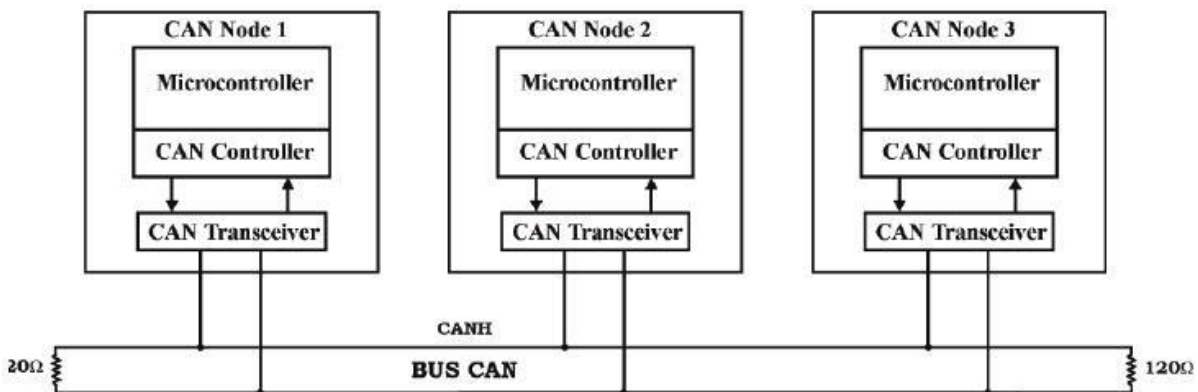 CAN Node 1
Microcontroller
CAN Controller
CAN Transceiver
CAN Node 2
Microcontroller
CAN Controller
CAN Transceiver
CAN Node 3
Microcontroller
CAN Controller
CAN Transceiver
CANH
20Ω
BUS CAN
120Ω